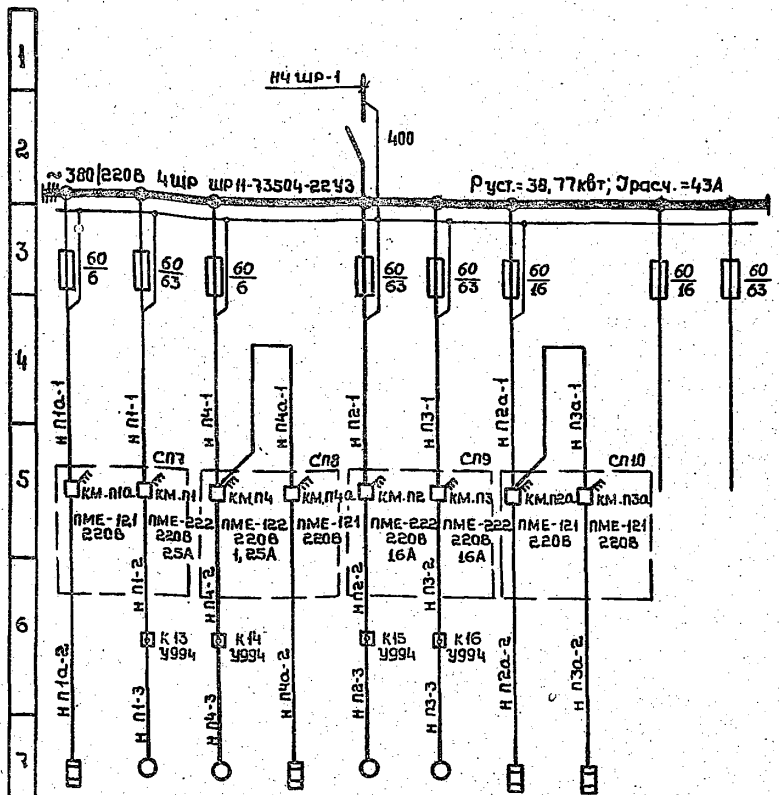 1
2
3
4
5
6
7
Н4 ШР-1
400
380/220В 4ШР ШР11-73504-22У3
Руст.=38,77квт; Iрасч.=43А
60/6
60/63
60/6
60/63
60/63
60/16
60/16
60/63
Н П1а-1
Н П1-1
Н П4-1
Н П4а-1
Н П2-1
Н П3-1
Н П2а-1
Н П3а-1
СП7
СП8
СП9
СП10
КМ.П1а
КМ.П1
КМ.П4
КМ.П4а
КМ.П2
КМ.П3
КМ.П2а
КМ.П3а
ПМЕ-121
220В
ПМЕ-222
220В
25А
ПМЕ-122
220В
1,25А
ПМЕ-121
220В
ПМЕ-222
220В
16А
ПМЕ-222
220В
16А
ПМЕ-121
220В
ПМЕ-121
220В
Н П1-2
Н П4-2
Н П2-2
Н П3-2
К13
У994
К14
У994
К15
У994
К16
У994
Н П1а-2
Н П1-3
Н П4-3
Н П4а-2
Н П2-3
Н П3-3
Н П2а-2
Н П3а-2